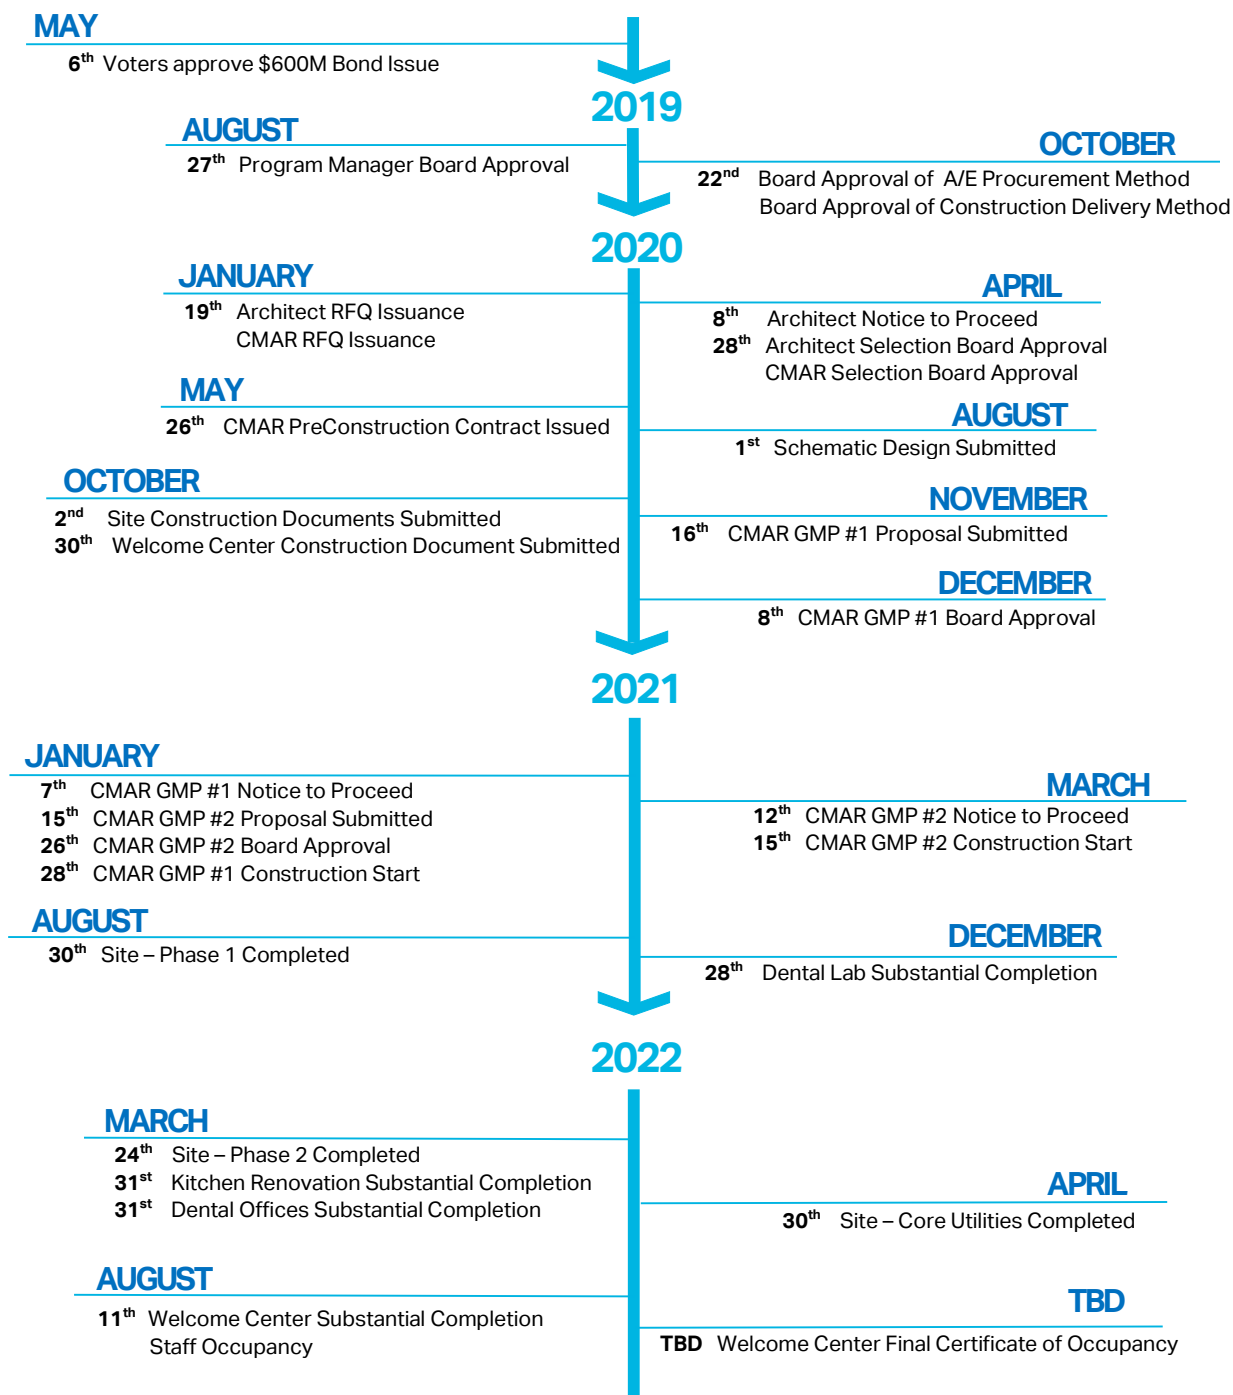 MAY
6th Voters approve $600M Bond Issue
2019
AUGUST
27th Program Manager Board Approval
OCTOBER
22nd Board Approval of A/E Procurement Method
Board Approval of Construction Delivery Method
2020
JANUARY
19th Architect RFQ Issuance
CMAR RFQ Issuance
APRIL
8th Architect Notice to Proceed
28th Architect Selection Board Approval
CMAR Selection Board Approval
MAY
26th CMAR PreConstruction Contract Issued
AUGUST
1st Schematic Design Submitted
OCTOBER
2nd Site Construction Documents Submitted
30th Welcome Center Construction Document Submitted
NOVEMBER
16th CMAR GMP #1 Proposal Submitted
DECEMBER
8th CMAR GMP #1 Board Approval
2021
JANUARY
7th CMAR GMP #1 Notice to Proceed
15th CMAR GMP #2 Proposal Submitted
26th CMAR GMP #2 Board Approval
28th CMAR GMP #1 Construction Start
MARCH
12th CMAR GMP #2 Notice to Proceed
15th CMAR GMP #2 Construction Start
AUGUST
30th Site – Phase 1 Completed
DECEMBER
28th Dental Lab Substantial Completion
2022
MARCH
24th Site – Phase 2 Completed
31st Kitchen Renovation Substantial Completion
31st Dental Offices Substantial Completion
APRIL
30th Site – Core Utilities Completed
AUGUST
11th Welcome Center Substantial Completion
Staff Occupancy
TBD
TBD Welcome Center Final Certificate of Occupancy